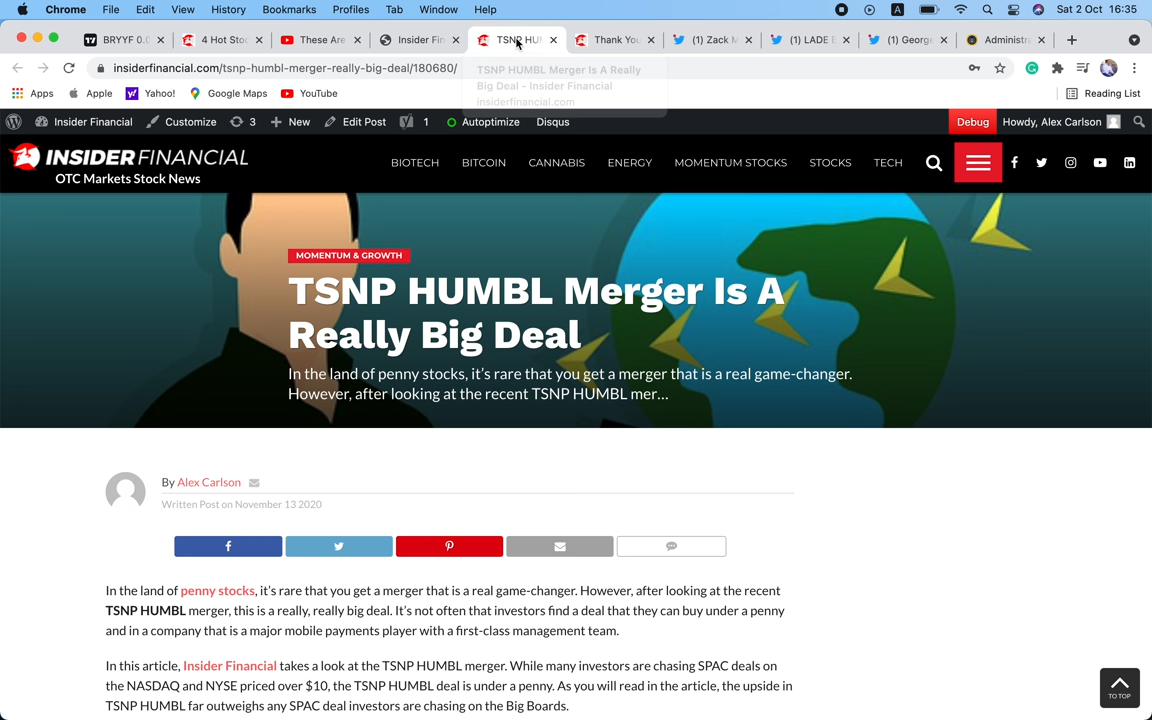 Chrome File Edit View History Bookmarks Profiles Tab Window Help A Sat 2 Oct 16:35
BRYYF 0.0 4 Hot Stoc These Are Insider Fin TSNP HUM Thank You (1) Zack M (1) LADE B (1) George Administra
insiderfinancial.com/tsnp-humbl-merger-really-big-deal/180680/
TSNP HUMBL Merger Is A Really
Big Deal - Insider Financial
insiderfinancial.com
Apps Apple Yahoo! Google Maps YouTube Reading List
Insider Financial Customize 3 New Edit Post 1 Autoptimize Disqus Debug Howdy, Alex Carlson
INSIDER FINANCIAL
OTC Markets Stock News
BIOTECH BITCOIN CANNABIS ENERGY MOMENTUM STOCKS STOCKS TECH
MOMENTUM & GROWTH
TSNP HUMBL Merger Is A
Really Big Deal
In the land of penny stocks, it's rare that you get a merger that is a real game-changer.
However, after looking at the recent TSNP HUMBL mer...
By Alex Carlson
Written Post on November 13 2020
In the land of penny stocks, it's rare that you get a merger that is a real game-changer. However, after looking at the recent
TSNP HUMBL merger, this is a really, really big deal. It's not often that investors find a deal that they can buy under a penny
and in a company that is a major mobile payments player with a first-class management team.
In this article, Insider Financial takes a look at the TSNP HUMBL merger. While many investors are chasing SPAC deals on
the NASDAQ and NYSE priced over $10, the TSNP HUMBL deal is under a penny. As you will read in the article, the upside in
TSNP HUMBL far outweighs any SPAC deal investors are chasing on the Big Boards.
TO TOP